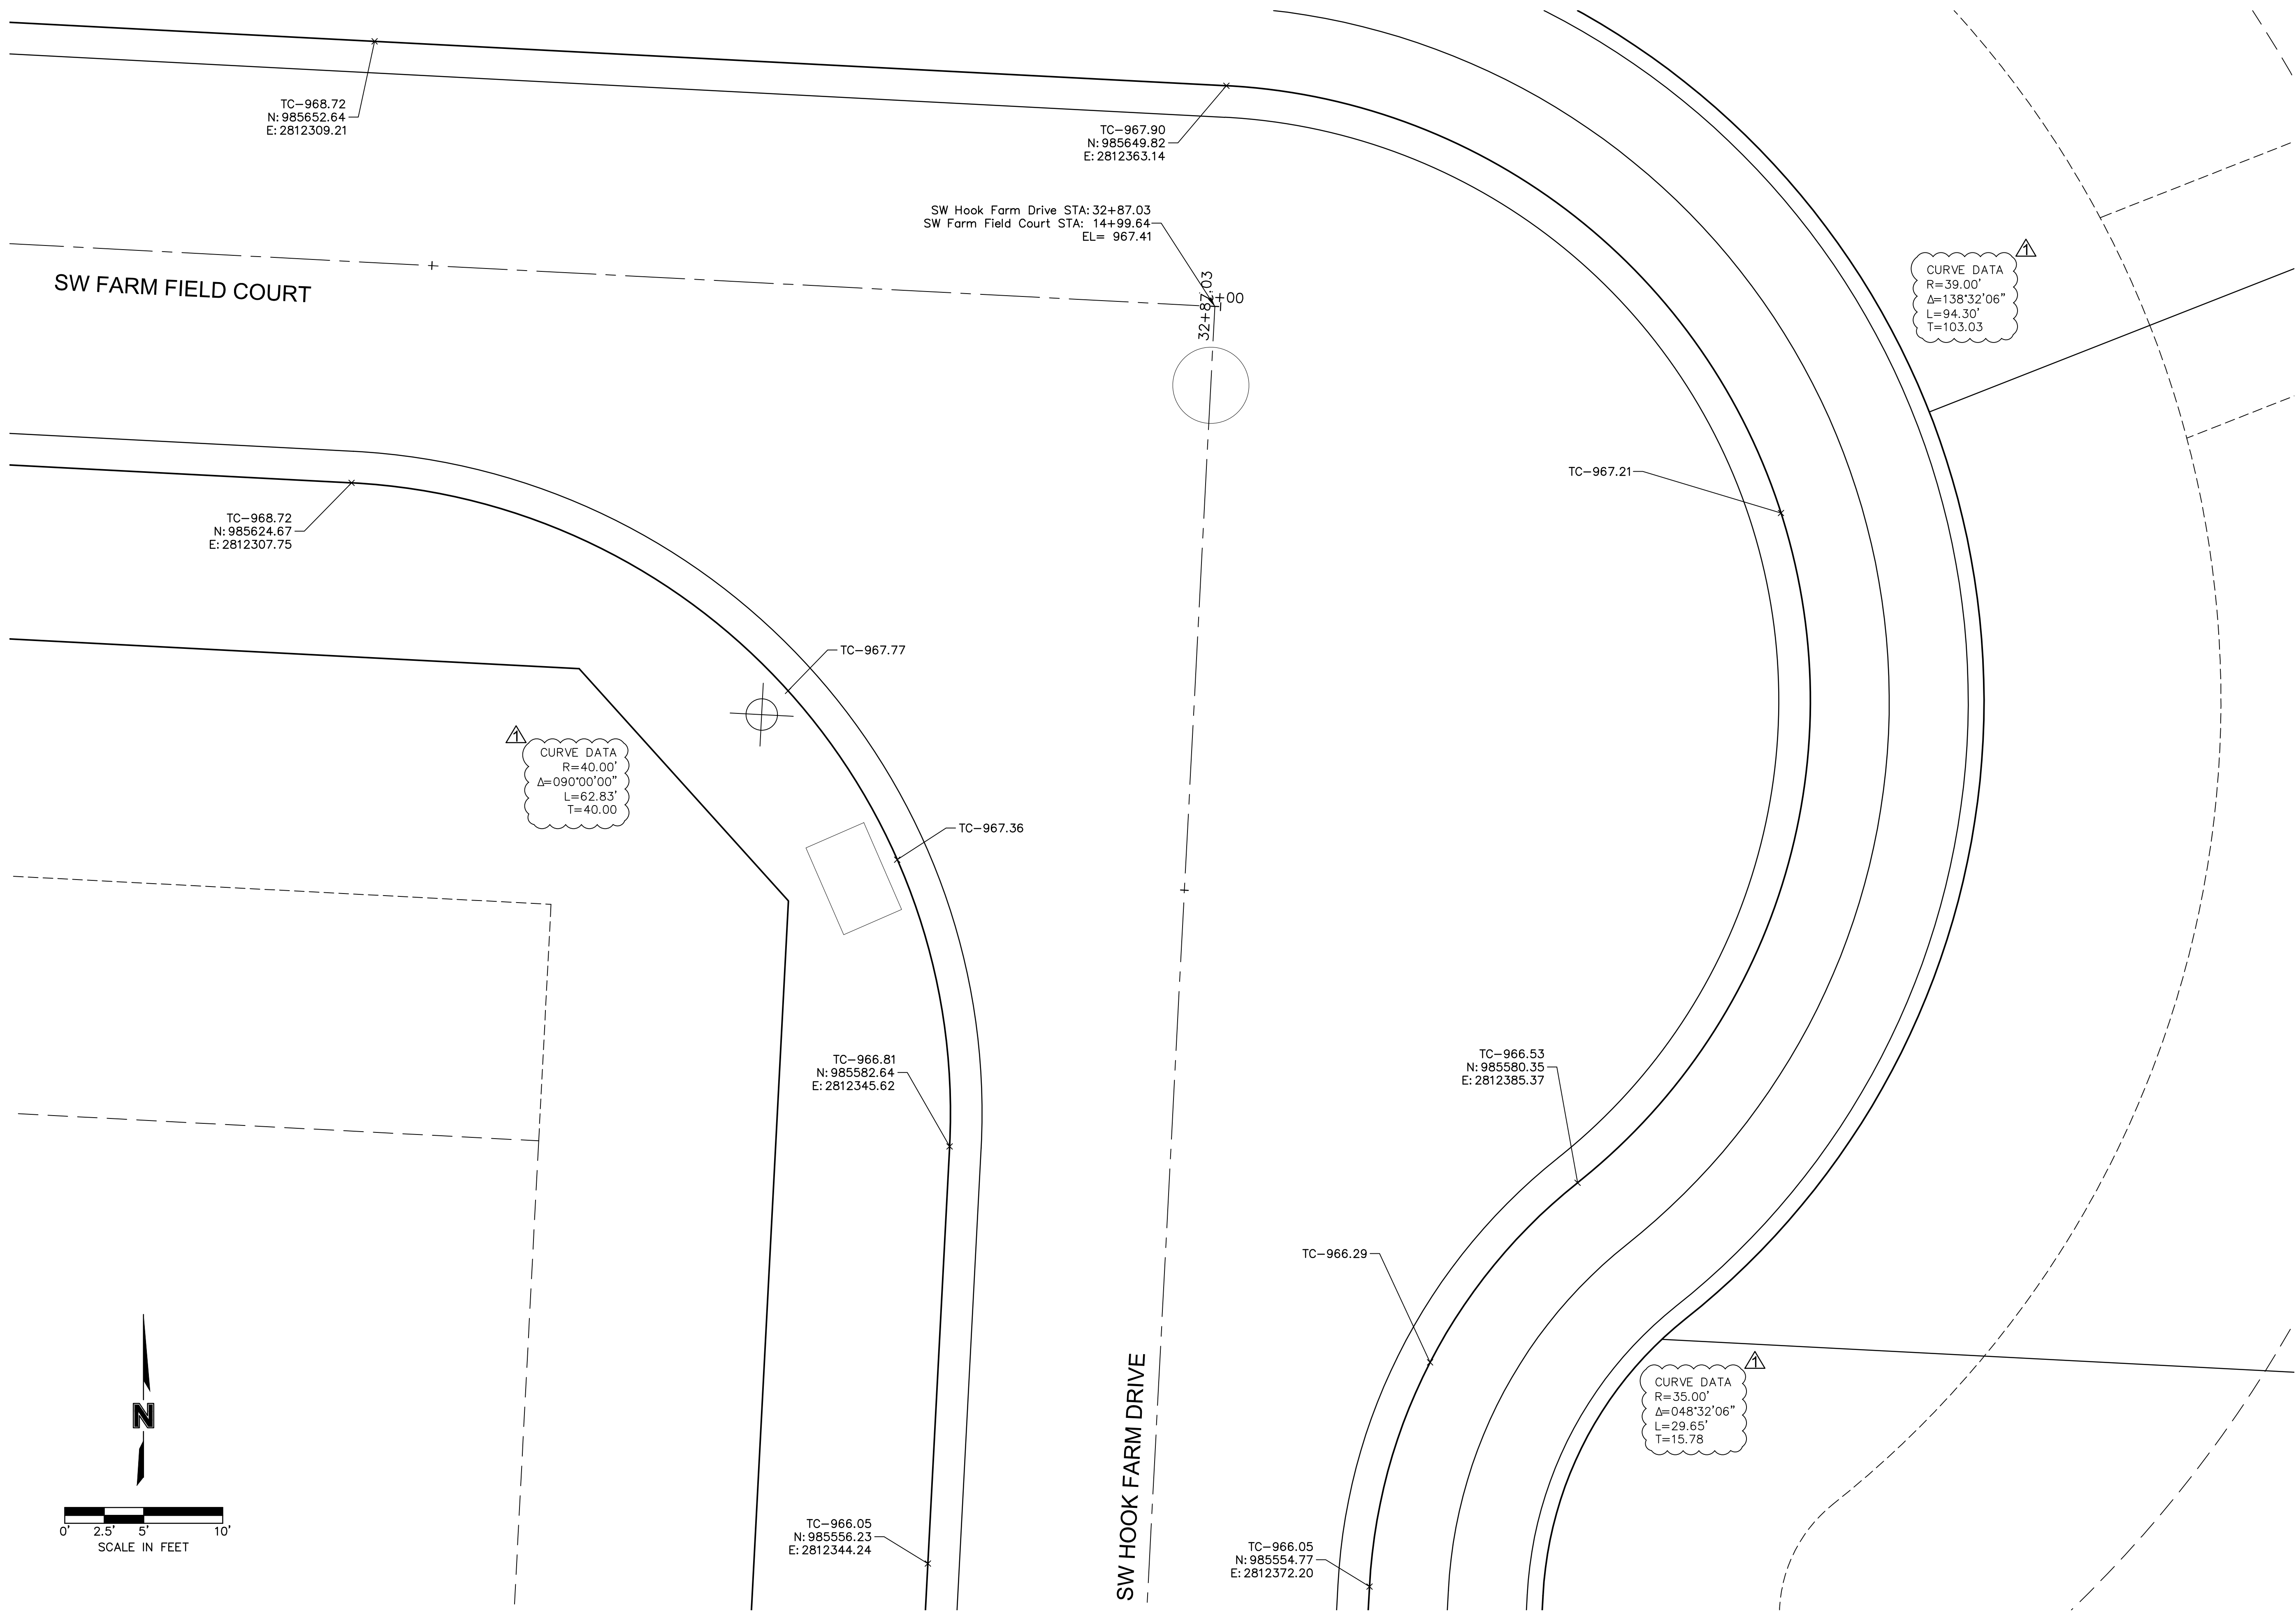 TC-968.72
N: 985652.64
E: 2812309.21
TC-967.90
N: 985649.82
E: 2812363.14
SW Hook Farm Drive STA: 32+87.03
SW Farm Field Court STA: 14+99.64
EL= 967.41
SW FARM FIELD COURT
32+87.03
+00
1
CURVE DATA
R=39.00'
Δ=138°32'06"
L=94.30'
T=103.03
TC-967.21
TC-968.72
N: 985624.67
E: 2812307.75
TC-967.77
1
CURVE DATA
R=40.00'
Δ=090°00'00"
L=62.83'
T=40.00
TC-967.36
TC-966.81
N: 985582.64
E: 2812345.62
TC-966.53
N: 985580.35
E: 2812385.37
TC-966.29
1
CURVE DATA
R=35.00'
Δ=048°32'06"
L=29.65'
T=15.78
SW HOOK FARM DRIVE
TC-966.05
N: 985556.23
E: 2812344.24
TC-966.05
N: 985554.77
E: 2812372.20
N
0' 2.5' 5' 10'
SCALE IN FEET